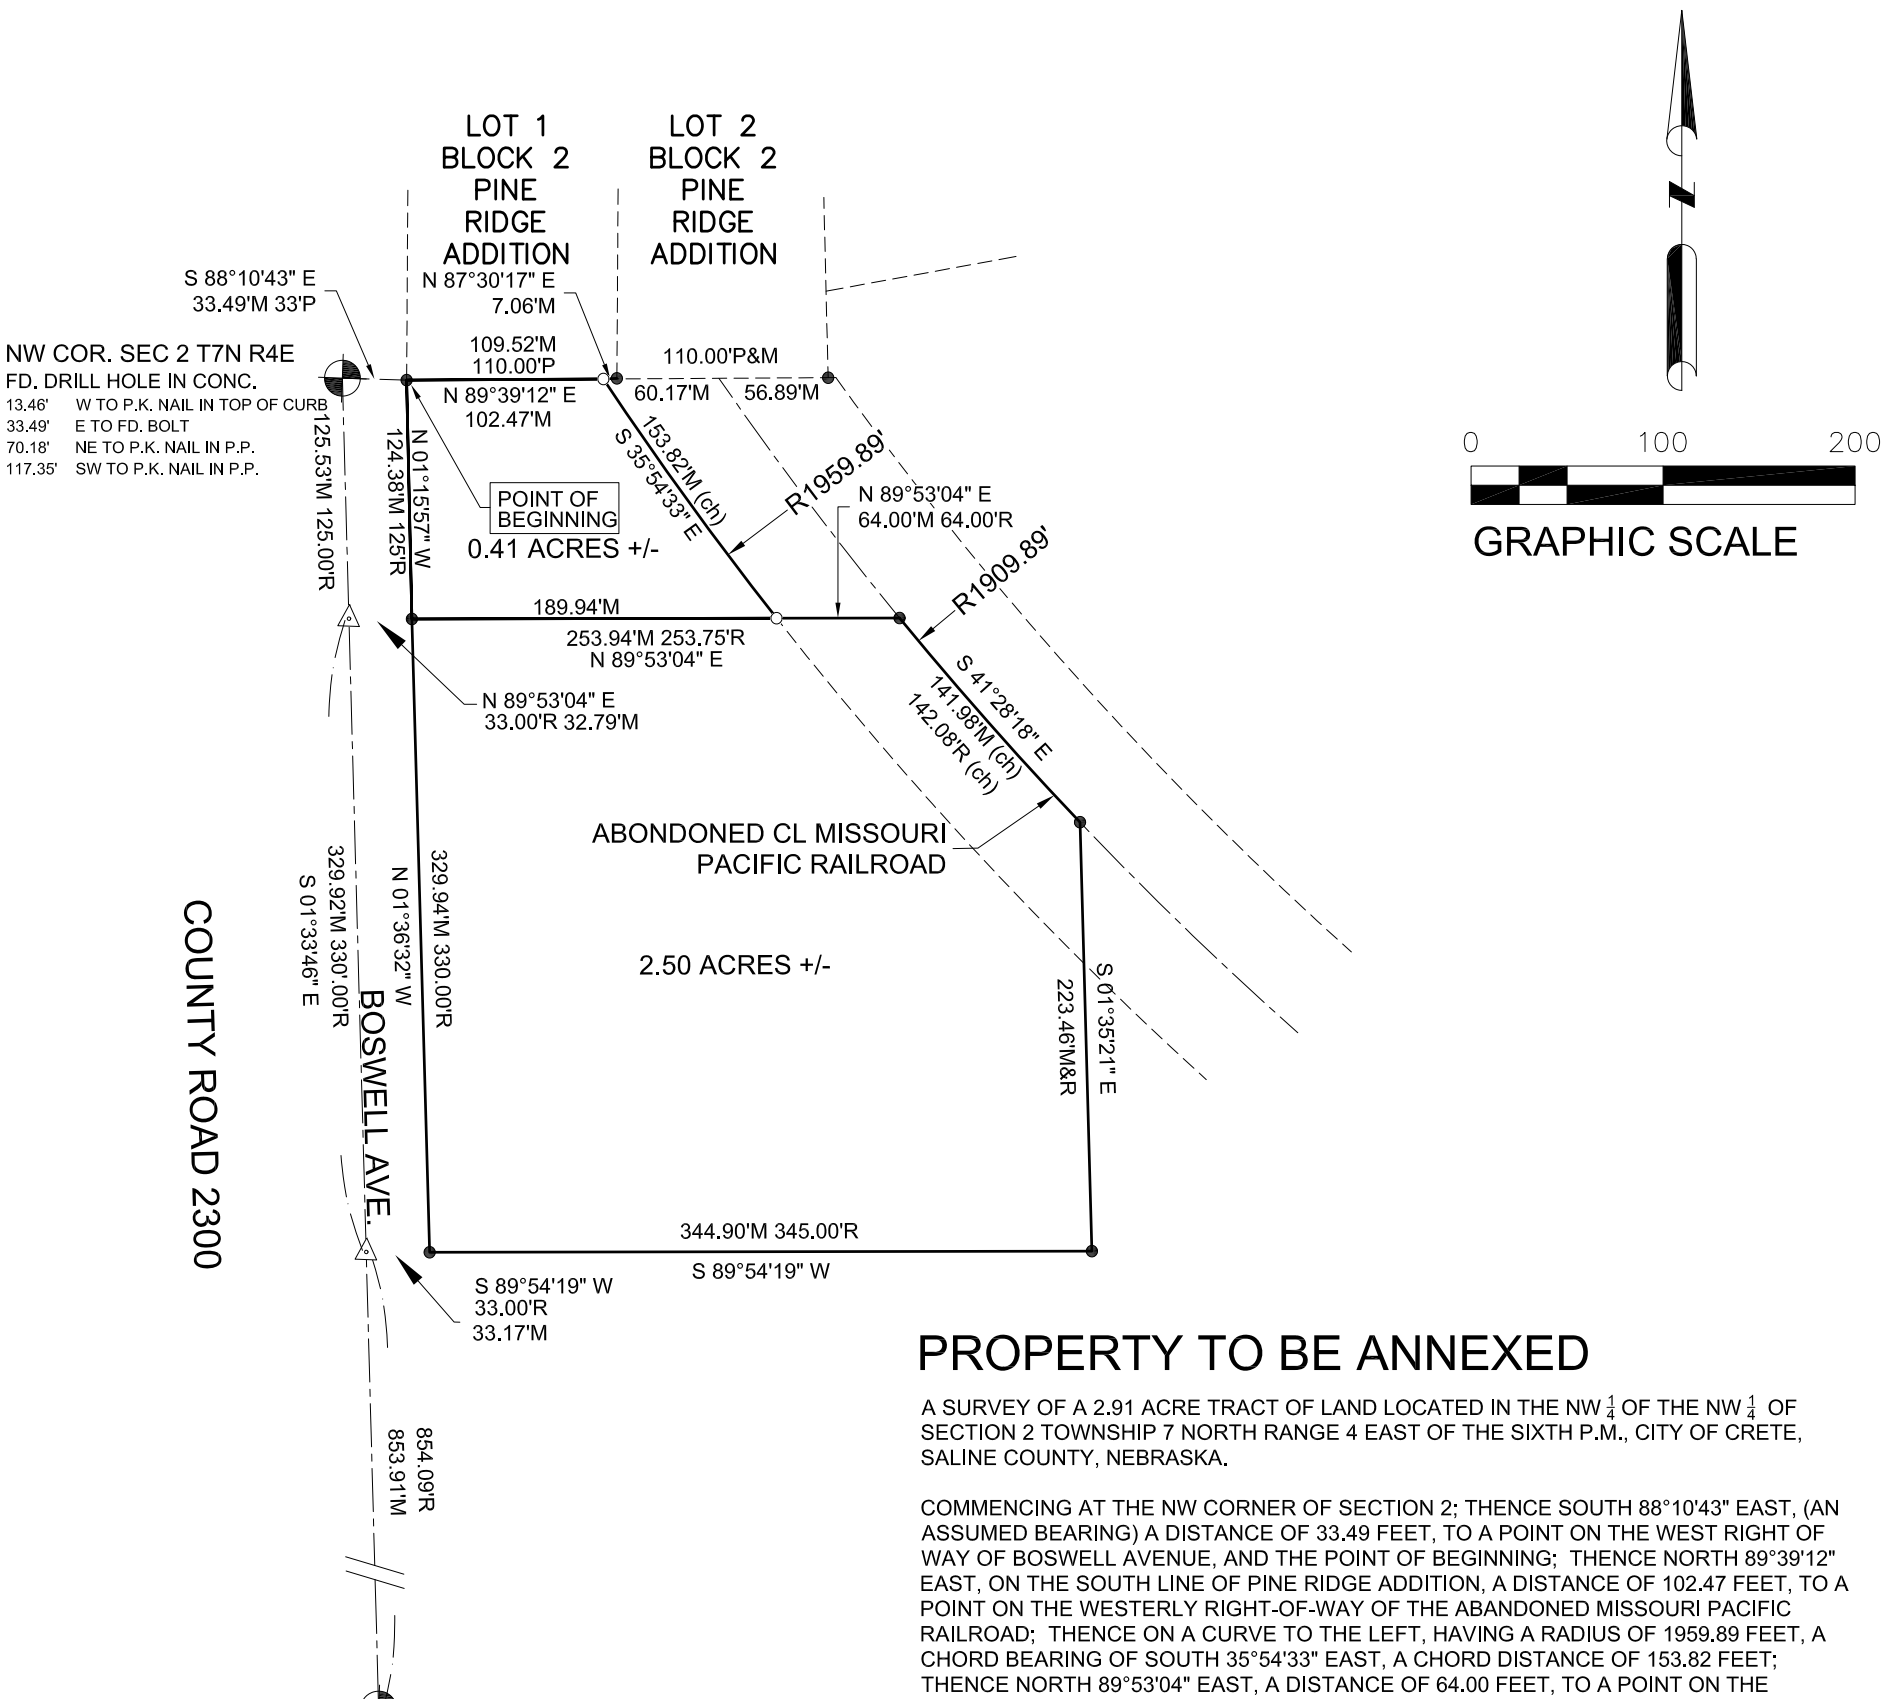 LOT 1
BLOCK 2
PINE
RIDGE
ADDITION
LOT 2
BLOCK 2
PINE
RIDGE
ADDITION
N
S 88°10'43" E
33.49'M 33'P
N 87°30'17" E
7.06'M
NW COR. SEC 2 T7N R4E
FD. DRILL HOLE IN CONC.
13.46' W TO P.K. NAIL IN TOP OF CURB
33.49' E TO FD. BOLT
70.18' NE TO P.K. NAIL IN P.P.
117.35' SW TO P.K. NAIL IN P.P.
109.52'M
110.00'P
N 89°39'12" E
102.47'M
110.00'P&M
60.17'M
56.89'M
0 100 200
GRAPHIC SCALE
125.53'M 125.00'R
N 01°15'57" W
124.38'M 125'R
POINT OF
BEGINNING
0.41 ACRES +/-
153.82'M (ch)
S 35°54'33" E
R1959.89'
N 89°53'04" E
64.00'M 64.00'R
R1909.89'
189.94'M
253.94'M 253.75'R
N 89°53'04" E
N 89°53'04" E
33.00'R 32.79'M
S 41°28'18" E
141.98'M (ch)
142.08'R (ch)
ABONDONED CL MISSOURI
PACIFIC RAILROAD
2.50 ACRES +/-
329.94'M 330.00'R
N 01°36'32" W
329.92'M 330'.00'R
S 01°33'46" E
S 01°35'21" E
223.46'M&R
COUNTY ROAD 2300
BOSWELL AVE.
344.90'M 345.00'R
S 89°54'19" W
S 89°54'19" W
33.00'R
33.17'M
854.09'R
853.91'M
PROPERTY TO BE ANNEXED
A SURVEY OF A 2.91 ACRE TRACT OF LAND LOCATED IN THE NW 1/4 OF THE NW 1/4 OF
SECTION 2 TOWNSHIP 7 NORTH RANGE 4 EAST OF THE SIXTH P.M., CITY OF CRETE,
SALINE COUNTY, NEBRASKA.
COMMENCING AT THE NW CORNER OF SECTION 2; THENCE SOUTH 88°10'43" EAST, (AN
ASSUMED BEARING) A DISTANCE OF 33.49 FEET, TO A POINT ON THE WEST RIGHT OF
WAY OF BOSWELL AVENUE, AND THE POINT OF BEGINNING; THENCE NORTH 89°39'12"
EAST, ON THE SOUTH LINE OF PINE RIDGE ADDITION, A DISTANCE OF 102.47 FEET, TO A
POINT ON THE WESTERLY RIGHT-OF-WAY OF THE ABANDONED MISSOURI PACIFIC
RAILROAD; THENCE ON A CURVE TO THE LEFT, HAVING A RADIUS OF 1959.89 FEET, A
CHORD BEARING OF SOUTH 35°54'33" EAST, A CHORD DISTANCE OF 153.82 FEET;
THENCE NORTH 89°53'04" EAST, A DISTANCE OF 64.00 FEET, TO A POINT ON THE